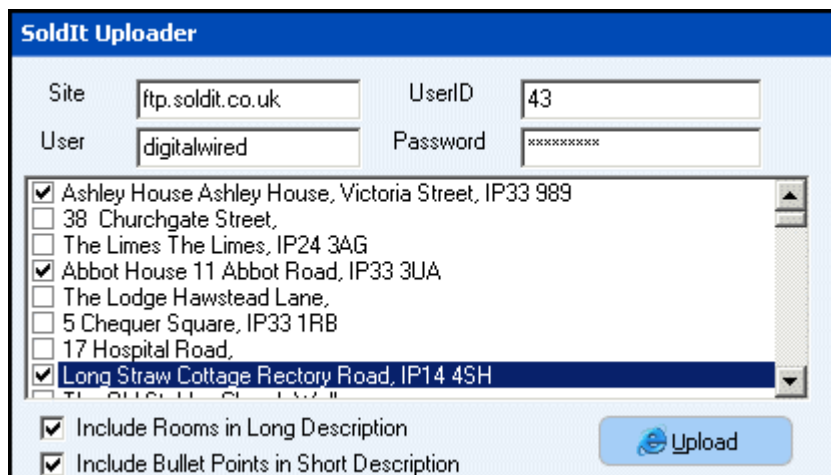 SoldIt Uploader
Site ftp.soldit.co.uk UserID 43
User digitalwired Password *********
Ashley House Ashley House, Victoria Street, IP33 989
38 Churchgate Street,
The Limes The Limes, IP24 3AG
Abbot House 11 Abbot Road, IP33 3UA
The Lodge Hawstead Lane,
5 Chequer Square, IP33 1RB
17 Hospital Road,
Long Straw Cottage Rectory Road, IP14 4SH
Include Rooms in Long Description
Upload
Include Bullet Points in Short Description